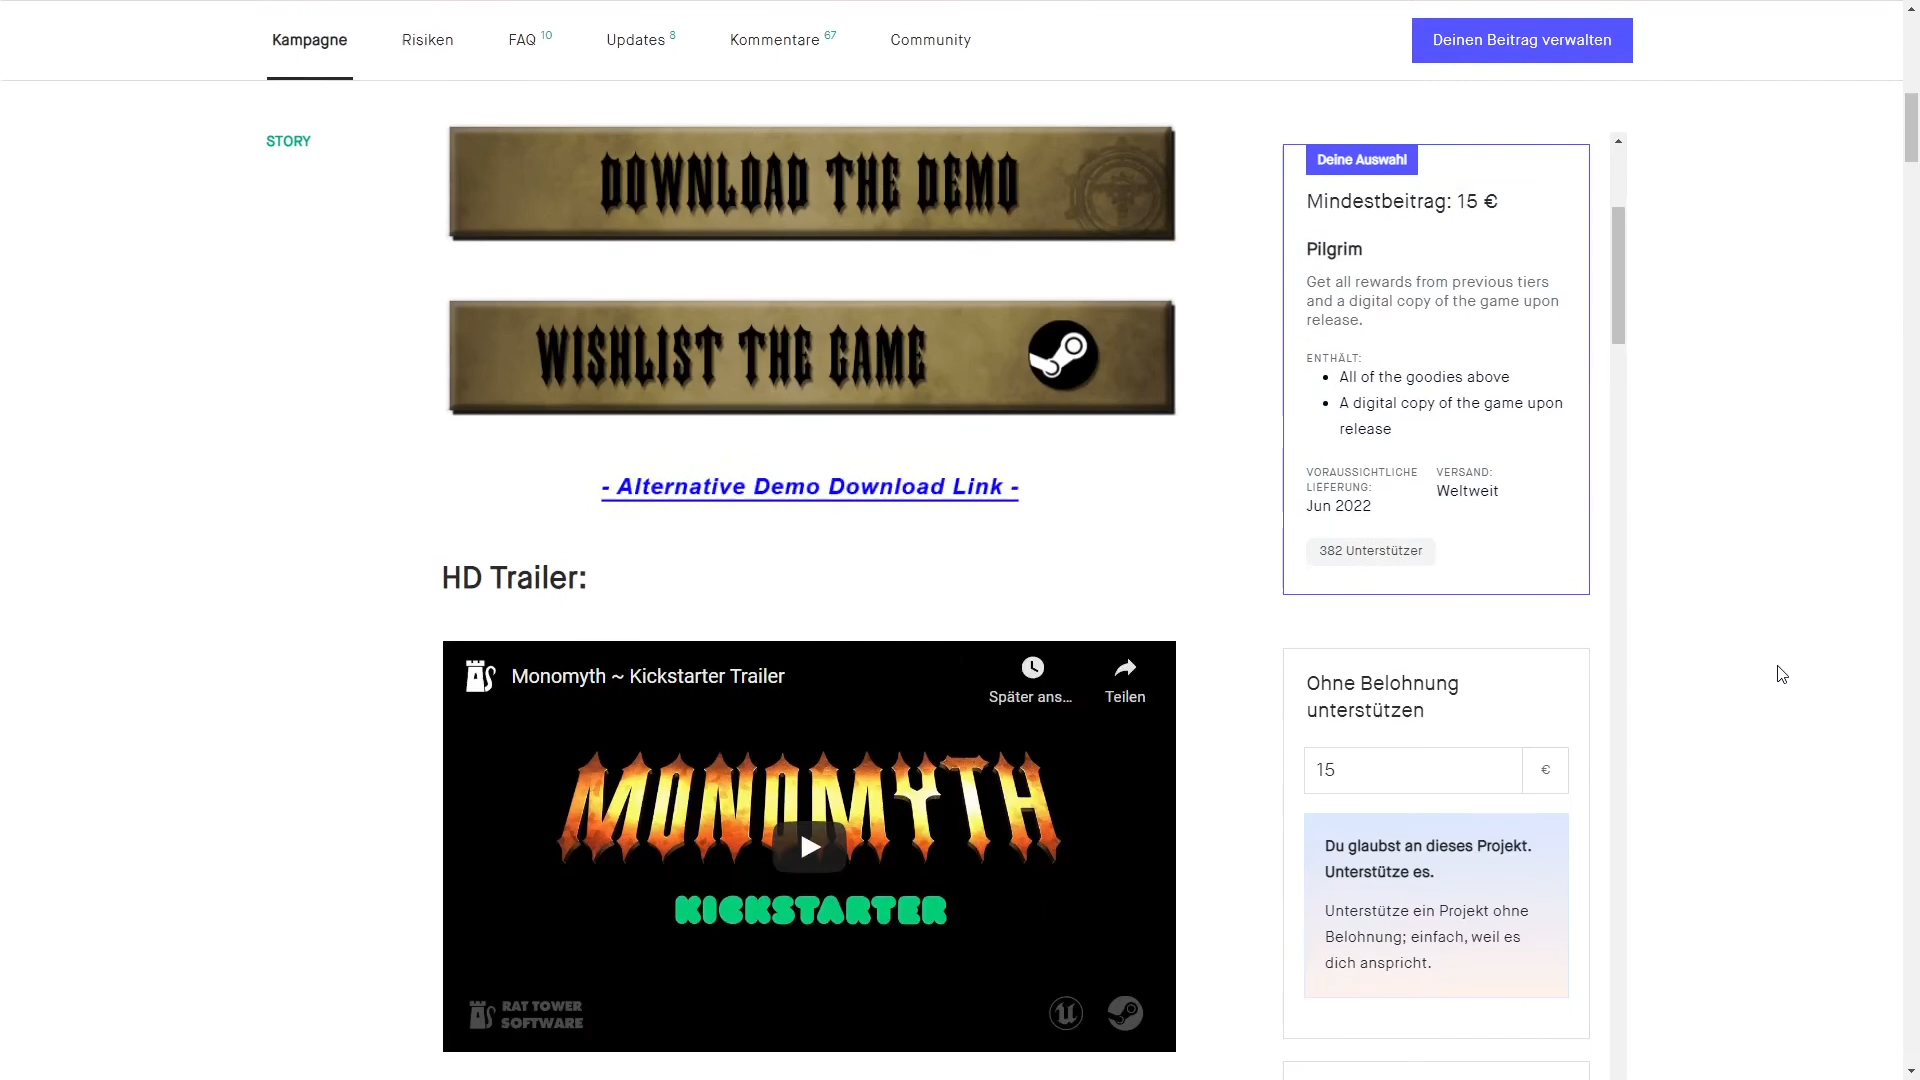 Kampagne
Risiken
FAQ 10
Updates 8
Kommentare 67
Community
Deinen Beitrag verwalten
STORY
DOWNLOAD THE DEMO
WISHLIST THE GAME
- Alternative Demo Download Link -
HD Trailer:
Monomyth ~ Kickstarter Trailer
Später ans...
Teilen
MONOMYTH
KICKSTARTER
RAT TOWER
SOFTWARE
Deine Auswahl
Mindestbeitrag: 15 €
Pilgrim
Get all rewards from previous tiers
and a digital copy of the game upon
release.
ENTHÄLT:
All of the goodies above
A digital copy of the game upon
release
VORAUSSICHTLICHE
LIEFERUNG:
Jun 2022
VERSAND:
Weltweit
382 Unterstützer
Ohne Belohnung
unterstützen
15 €
Du glaubst an dieses Projekt.
Unterstütze es.
Unterstütze ein Projekt ohne
Belohnung; einfach, weil es
dich anspricht.